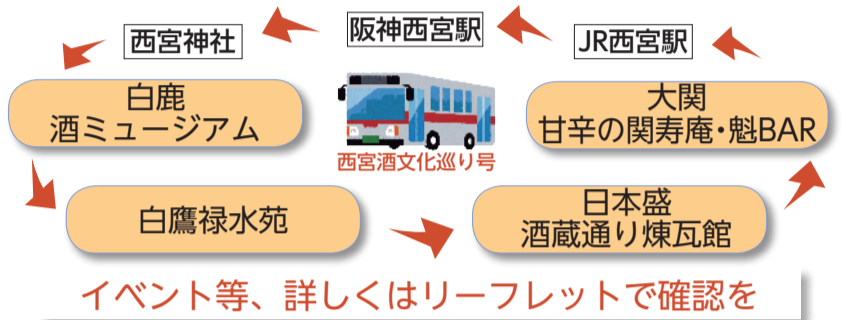 西宮神社
阪神西宮駅
JR西宮駅
白鹿
酒ミュージアム
大関
甘辛の関寿庵･魁BAR
西宮酒文化巡り号
白鷹禄水苑
日本盛
酒蔵通り煉瓦館
イベント等、詳しくはリーフレットで確認を